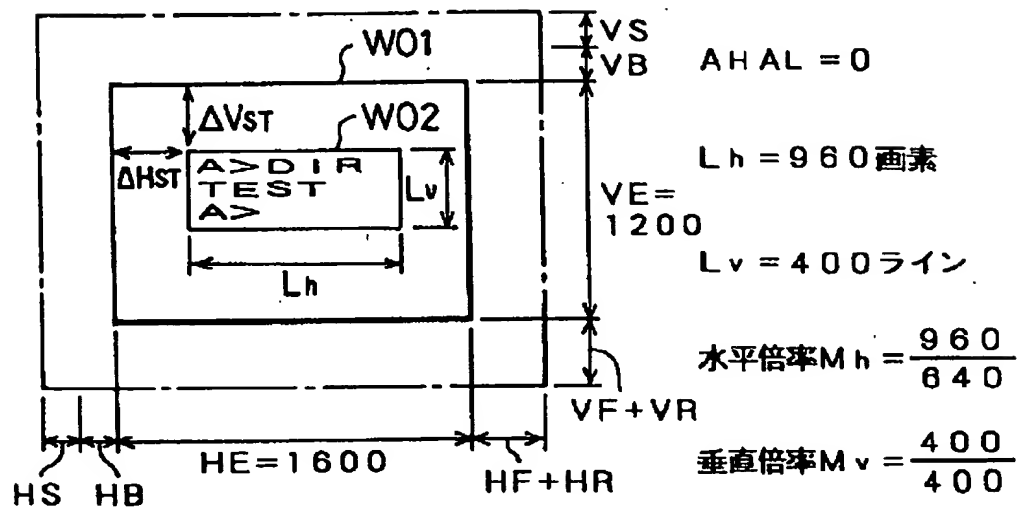 VS
WO1
VB
AHAL=0
ΔVST
WO2
A>DIR
TEST
A>
ΔHST
Lv
Lh=960画素
VE=
1200
Lh
Lv=400ライン
水平倍率Mh=960/640
VF+VR
HE=1600
垂直倍率Mv=400/400
HS
HB
HF+HR